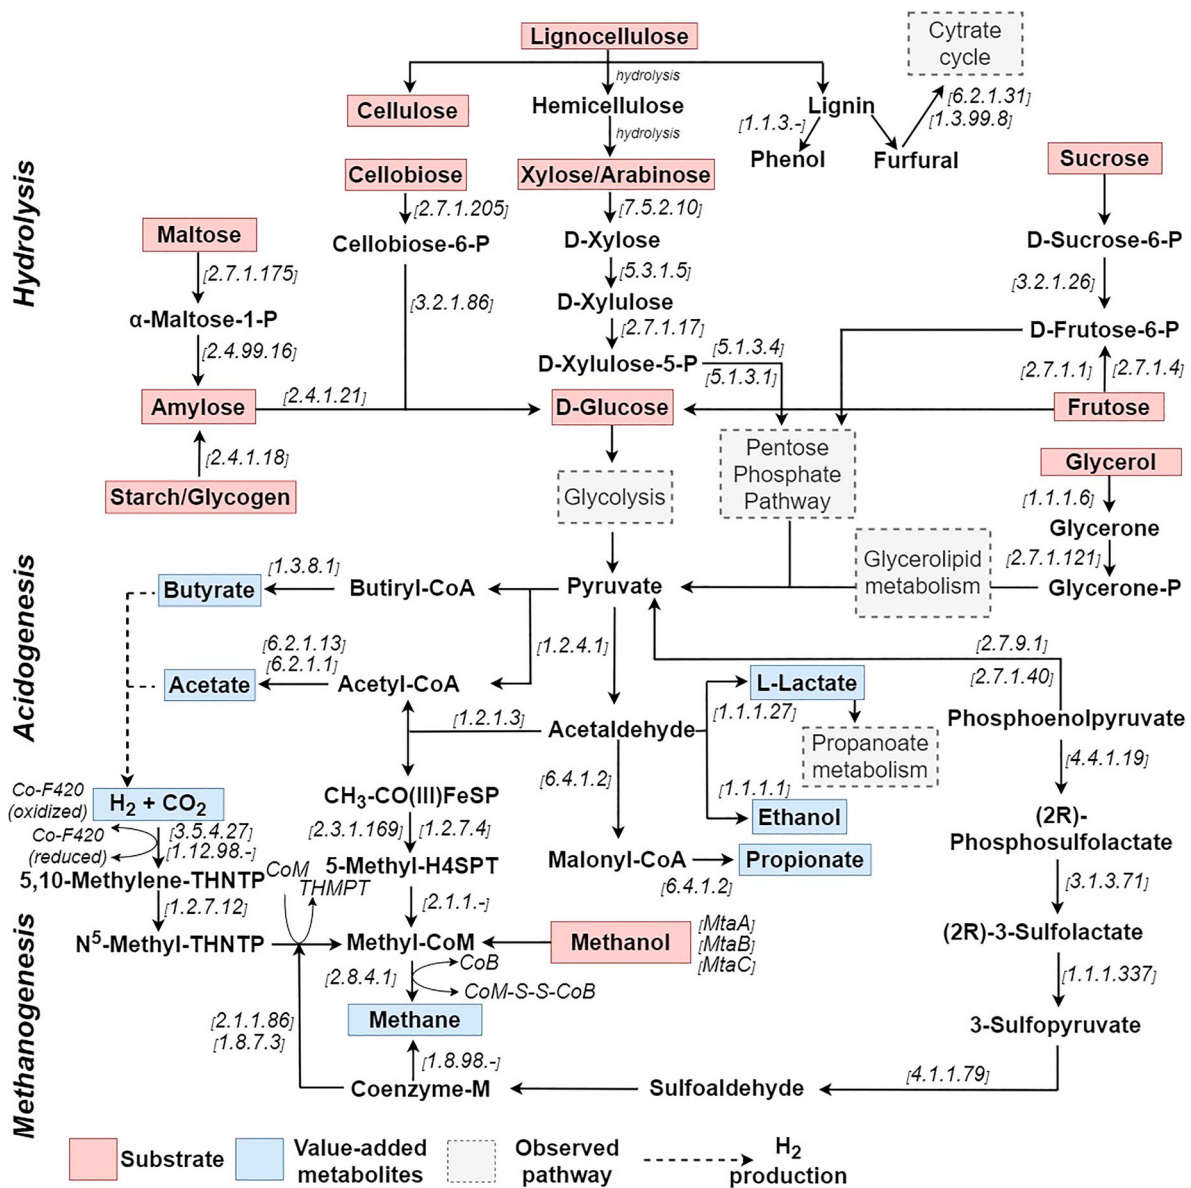 Hydrolysis
Lignocellulose
hydrolysis
Cytrate
cycle
Cellulose
Hemicellulose
Lignin
[6.2.1.31]
[1.3.99.8]
hydrolysis
[1.1.3.-]
Phenol
Furfural
Sucrose
Cellobiose
Xylose/Arabinose
[2.7.1.205]
[7.5.2.10]
Maltose
Cellobiose-6-P
D-Xylose
D-Sucrose-6-P
[2.7.1.175]
[5.3.1.5]
[3.2.1.26]
[3.2.1.86]
D-Xylulose
α-Maltose-1-P
[2.7.1.17]
D-Frutose-6-P
[2.4.99.16]
D-Xylulose-5-P
[5.1.3.4]
[5.1.3.1]
[2.7.1.1]
[2.7.1.4]
Amylose
[2.4.1.21]
D-Glucose
Frutose
[2.4.1.18]
Pentose
Phosphate
Pathway
Glycerol
Starch/Glycogen
Glycolysis
[1.1.1.6]
Glycerone
Acidogenesis
Glycerolipid
metabolism
[2.7.1.121]
Glycerone-P
Butyrate
[1.3.8.1]
Butiryl-CoA
Pyruvate
[6.2.1.13]
[6.2.1.1]
[1.2.4.1]
[2.7.9.1]
[2.7.1.40]
Acetate
Acetyl-CoA
L-Lactate
[1.2.1.3]
Acetaldehyde
[1.1.1.27]
Phosphoenolpyruvate
Propanoate
metabolism
[4.4.1.19]
[6.4.1.2]
[1.1.1.1]
Co-F420
(oxidized)
H2 + CO2
CH3-CO(III)FeSP
Ethanol
(2R)-
Phosphosulfolactate
Co-F420
(reduced)
[3.5.4.27]
[1.12.98.-]
[2.3.1.169]
[1.2.7.4]
Malonyl-CoA
Propionate
[6.4.1.2]
5,10-Methylene-THNTP
CoM
THMPT
5-Methyl-H4SPT
[3.1.3.71]
[1.2.7.12]
[2.1.1.-]
Methanogenesis
N5-Methyl-THNTP
Methyl-CoM
Methanol
[MtaA]
[MtaB]
[MtaC]
(2R)-3-Sulfolactate
[2.8.4.1]
CoB
CoM-S-S-CoB
[1.1.1.337]
[2.1.1.86]
[1.8.7.3]
Methane
3-Sulfopyruvate
[1.8.98.-]
Coenzyme-M
Sulfoaldehyde
[4.1.1.79]
Substrate
Value-added
metabolites
Observed
pathway
H2
production